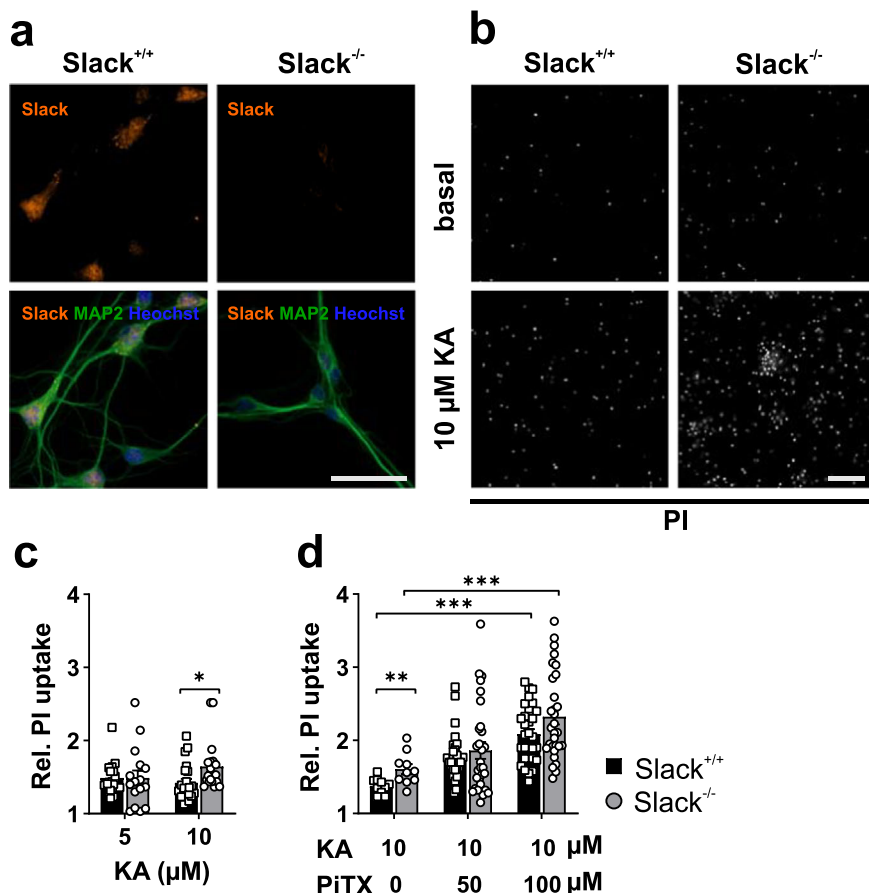 a
Slack+/+ Slack-/-
Slack Slack
Slack MAP2 Heochst Slack MAP2 Heochst
b
Slack+/+ Slack-/-
basal
10 µM KA
PI
c
Rel. PI uptake
4
3
2
1
*
5 10
KA (µM)
d
Rel. PI uptake
4
3
2
1
***
***
**
KA 10 10 10 µM
PiTX 0 50 100 µM
Slack+/+
Slack-/-